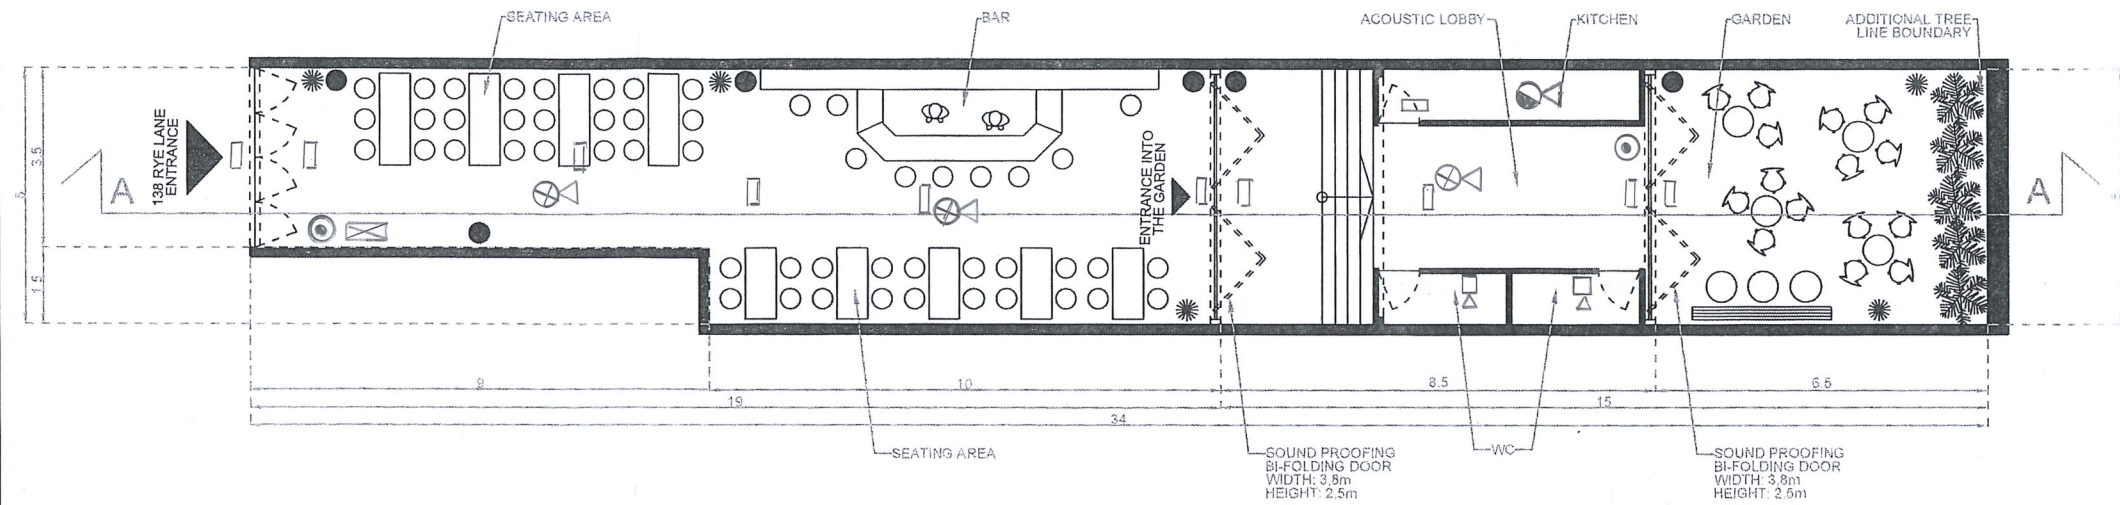 SEATING AREA
BAR
ACOUSTIC LOBBY
KITCHEN
GARDEN
ADDITIONAL TREE
LINE BOUNDARY
138 RYE LANE
ENTRANCE
ENTRANCE INTO
THE GARDEN
A
A
3.5
5
1.5
9
10
8.5
6.5
19
15
34
SEATING AREA
SOUND PROOFING
BI-FOLDING DOOR
WIDTH: 3,8m
HEIGHT: 2,5m
WC
SOUND PROOFING
BI-FOLDING DOOR
WIDTH: 3,8m
HEIGHT: 2,5m